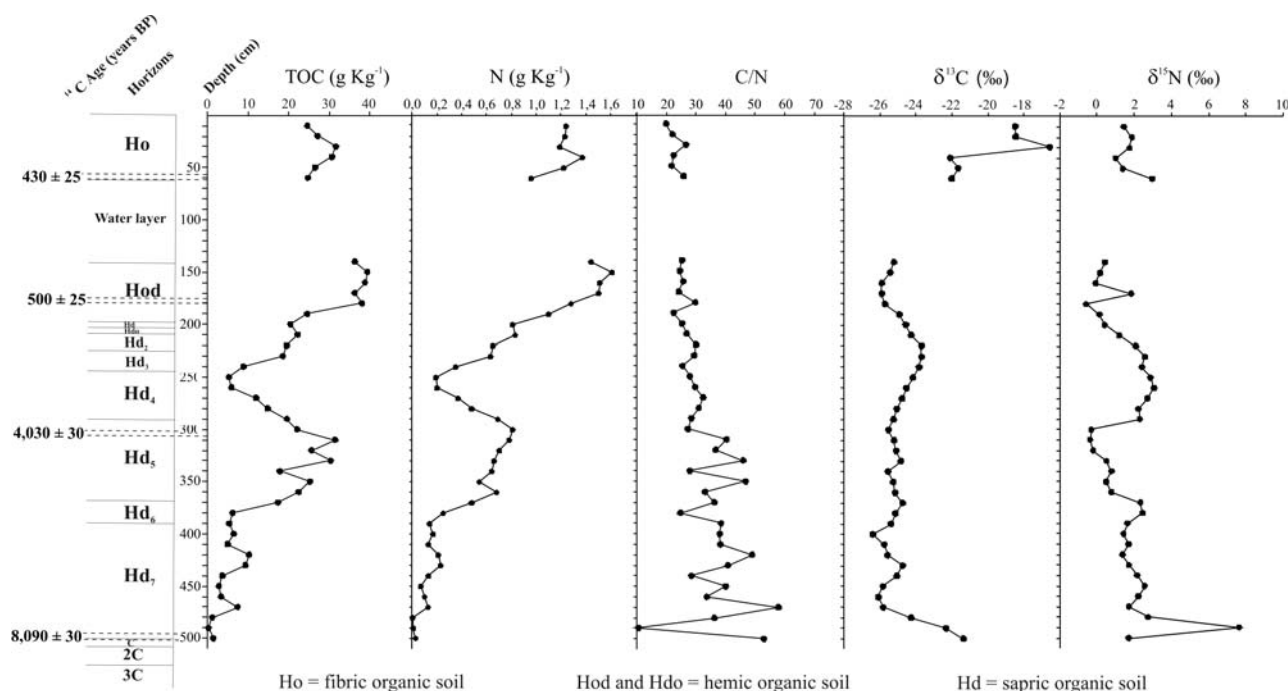 ¹⁴C Age (years BP)
Horizons
Depth (cm)
TOC (g Kg⁻¹)
N (g Kg⁻¹)
C/N
δ¹³C (‰)
δ¹⁵N (‰)
0 10 20 30 40
0,0 0,2 0,4 0,6 0,8 1,0 1,2 1,4 1,6
10 20 30 40 50 60 70 80
-28 -26 -24 -22 -20 -18 -16
-2 0 2 4 6 8 10
Ho
50
430 ± 25
Water layer
100
150
Hod
500 ± 25
200
Hd₂
Hd₃
250
Hd₄
300
4,030 ± 30
Hd₅
350
Hd₆
400
Hd₇
450
8,090 ± 30
500
C
2C
3C
Ho = fibric organic soil
Hod and Hdo = hemic organic soil
Hd = sapric organic soil